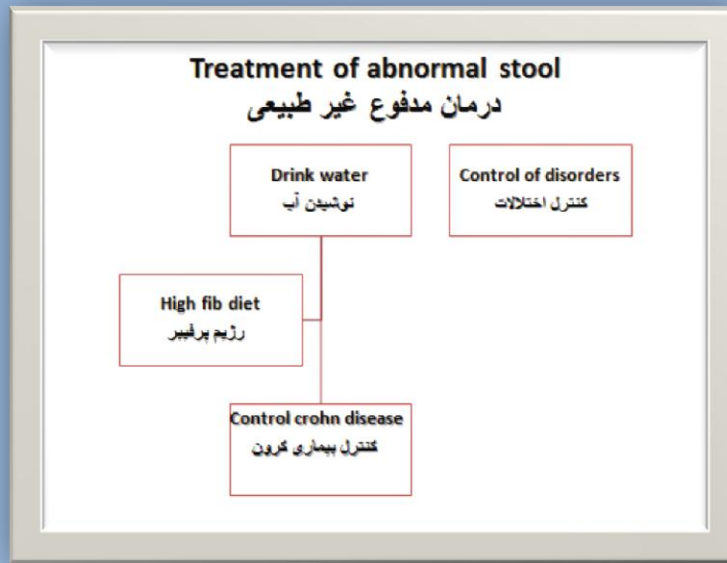 Treatment of abnormal stool
درمان مدفوع غیر طبیعی
Drink water
نوشیدن آب
Control of disorders
کنترل اختلالات
High fib diet
رژیم پرفیبر
Control crohn disease
کنترل بیماری کرون